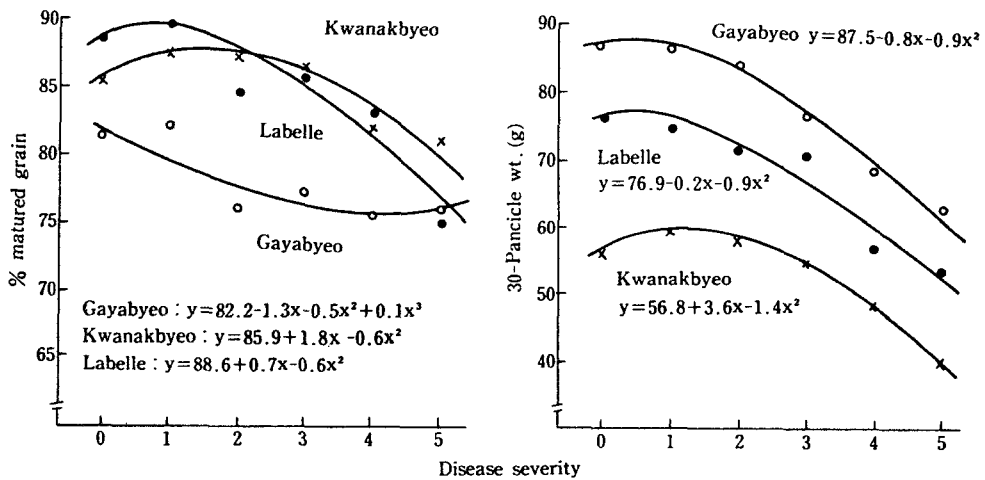 % matured grain
90
85
80
75
70
65
Kwanakbyeo
Labelle
Gayabyeo
Gayabyeo : y=82.2-1.3x-0.5x²+0.1x³
Kwanakbyeo : y=85.9+1.8x -0.6x²
Labelle : y=88.6+0.7x-0.6x²
0 1 2 3 4 5
30-Pancicle wt. (g)
90
80
70
60
50
40
Gayabyeo y=87.5-0.8x-0.9x²
Labelle
y=76.9-0.2x-0.9x²
Kwanakbyeo
y=56.8+3.6x-1.4x²
0 1 2 3 4 5
Disease severity